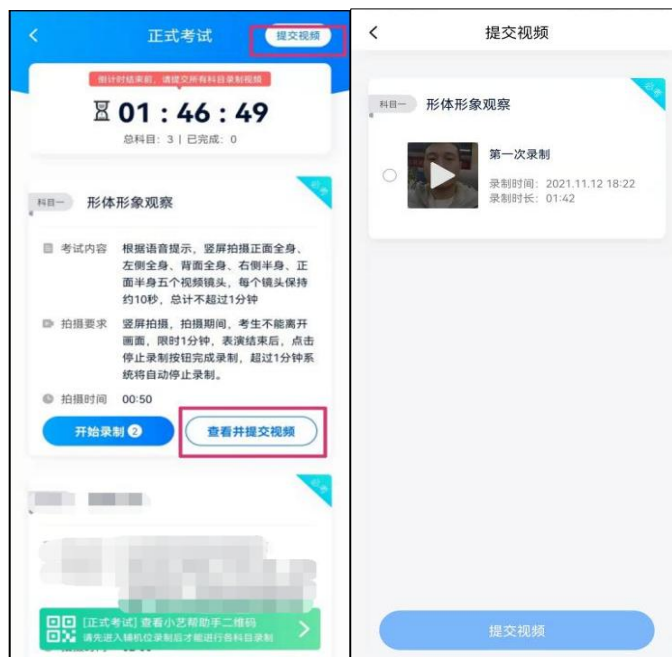 正式考试
提交视频
倒计时结束前，请提交所有科目录制视频
01 : 46 : 49
总科目：3 | 已完成：0
必考
科目一 形体形象观察
考试内容 根据语音提示，竖屏拍摄正面全身、
左侧全身、背面全身、右侧半身、正
面半身五个视频镜头，每个镜头保持
约10秒，总计不超过1分钟
拍摄要求 竖屏拍摄，拍摄期间，考生不能离开
画面，限时1分钟，表演结束后，点击
停止录制按钮完成录制，超过1分钟系
统将自动停止录制。
拍摄时间 00:50
开始录制 2
查看并提交视频
必考
[正式考试] 查看小艺帮助手二维码
请先进入辅机位录制后才能进行各科目录制
提交视频
必考
科目一 形体形象观察
第一次录制
录制时间：2021.11.12 18:22
录制时长：01:42
提交视频